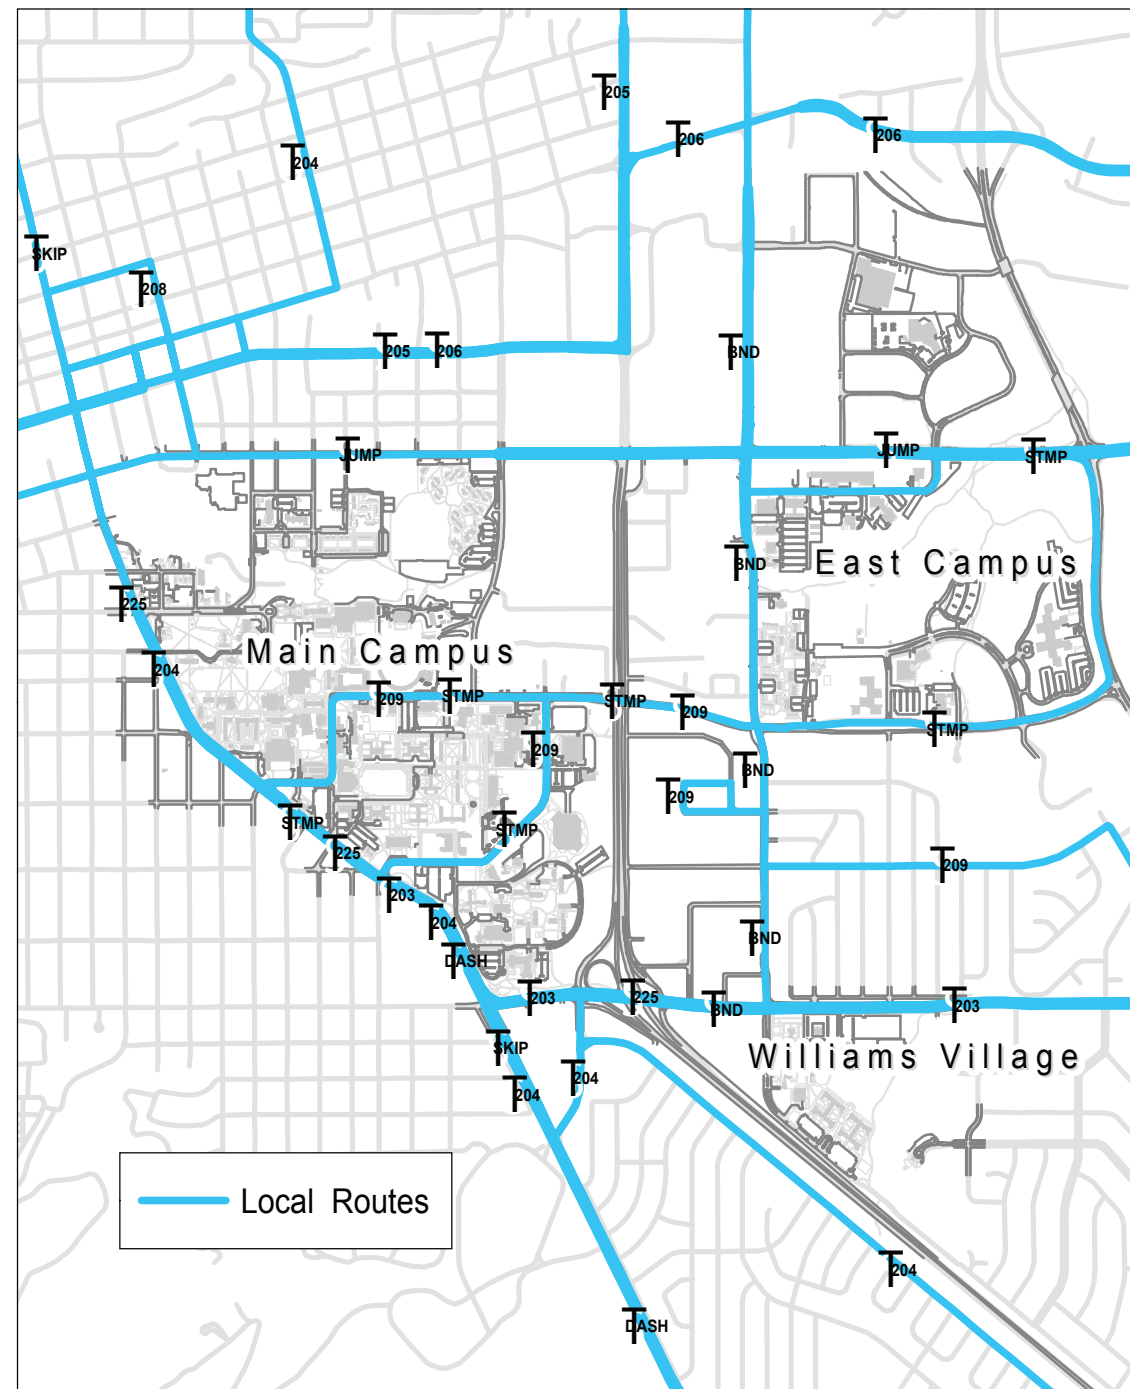 205
206
206
204
SKIP
208
205
206
BND
JUMP
JUMP
STMP
BND
East Campus
225
Main Campus
204
209
STMP
STMP
209
STMP
209
BND
209
STMP
STMP
225
209
203
204
BND
DASH
203
225
BND
203
SKIP
Williams Village
204
204
Local Routes
204
DASH